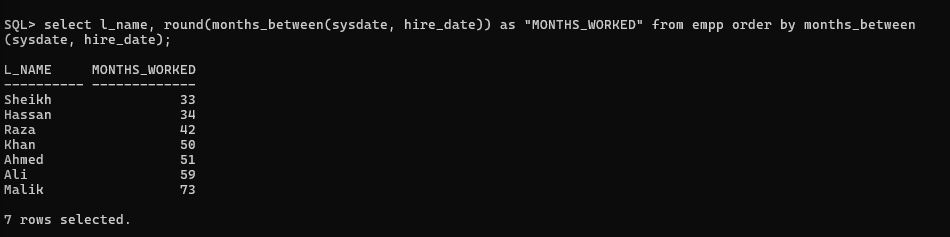 SQL> select l_name, round(months_between(sysdate, hire_date)) as "MONTHS_WORKED" from empp order by months_between
(sysdate, hire_date);
L_NAME     MONTHS_WORKED
---------- -------------
Sheikh                33
Hassan                34
Raza                  42
Khan                  50
Ahmed                 51
Ali                   59
Malik                 73
7 rows selected.